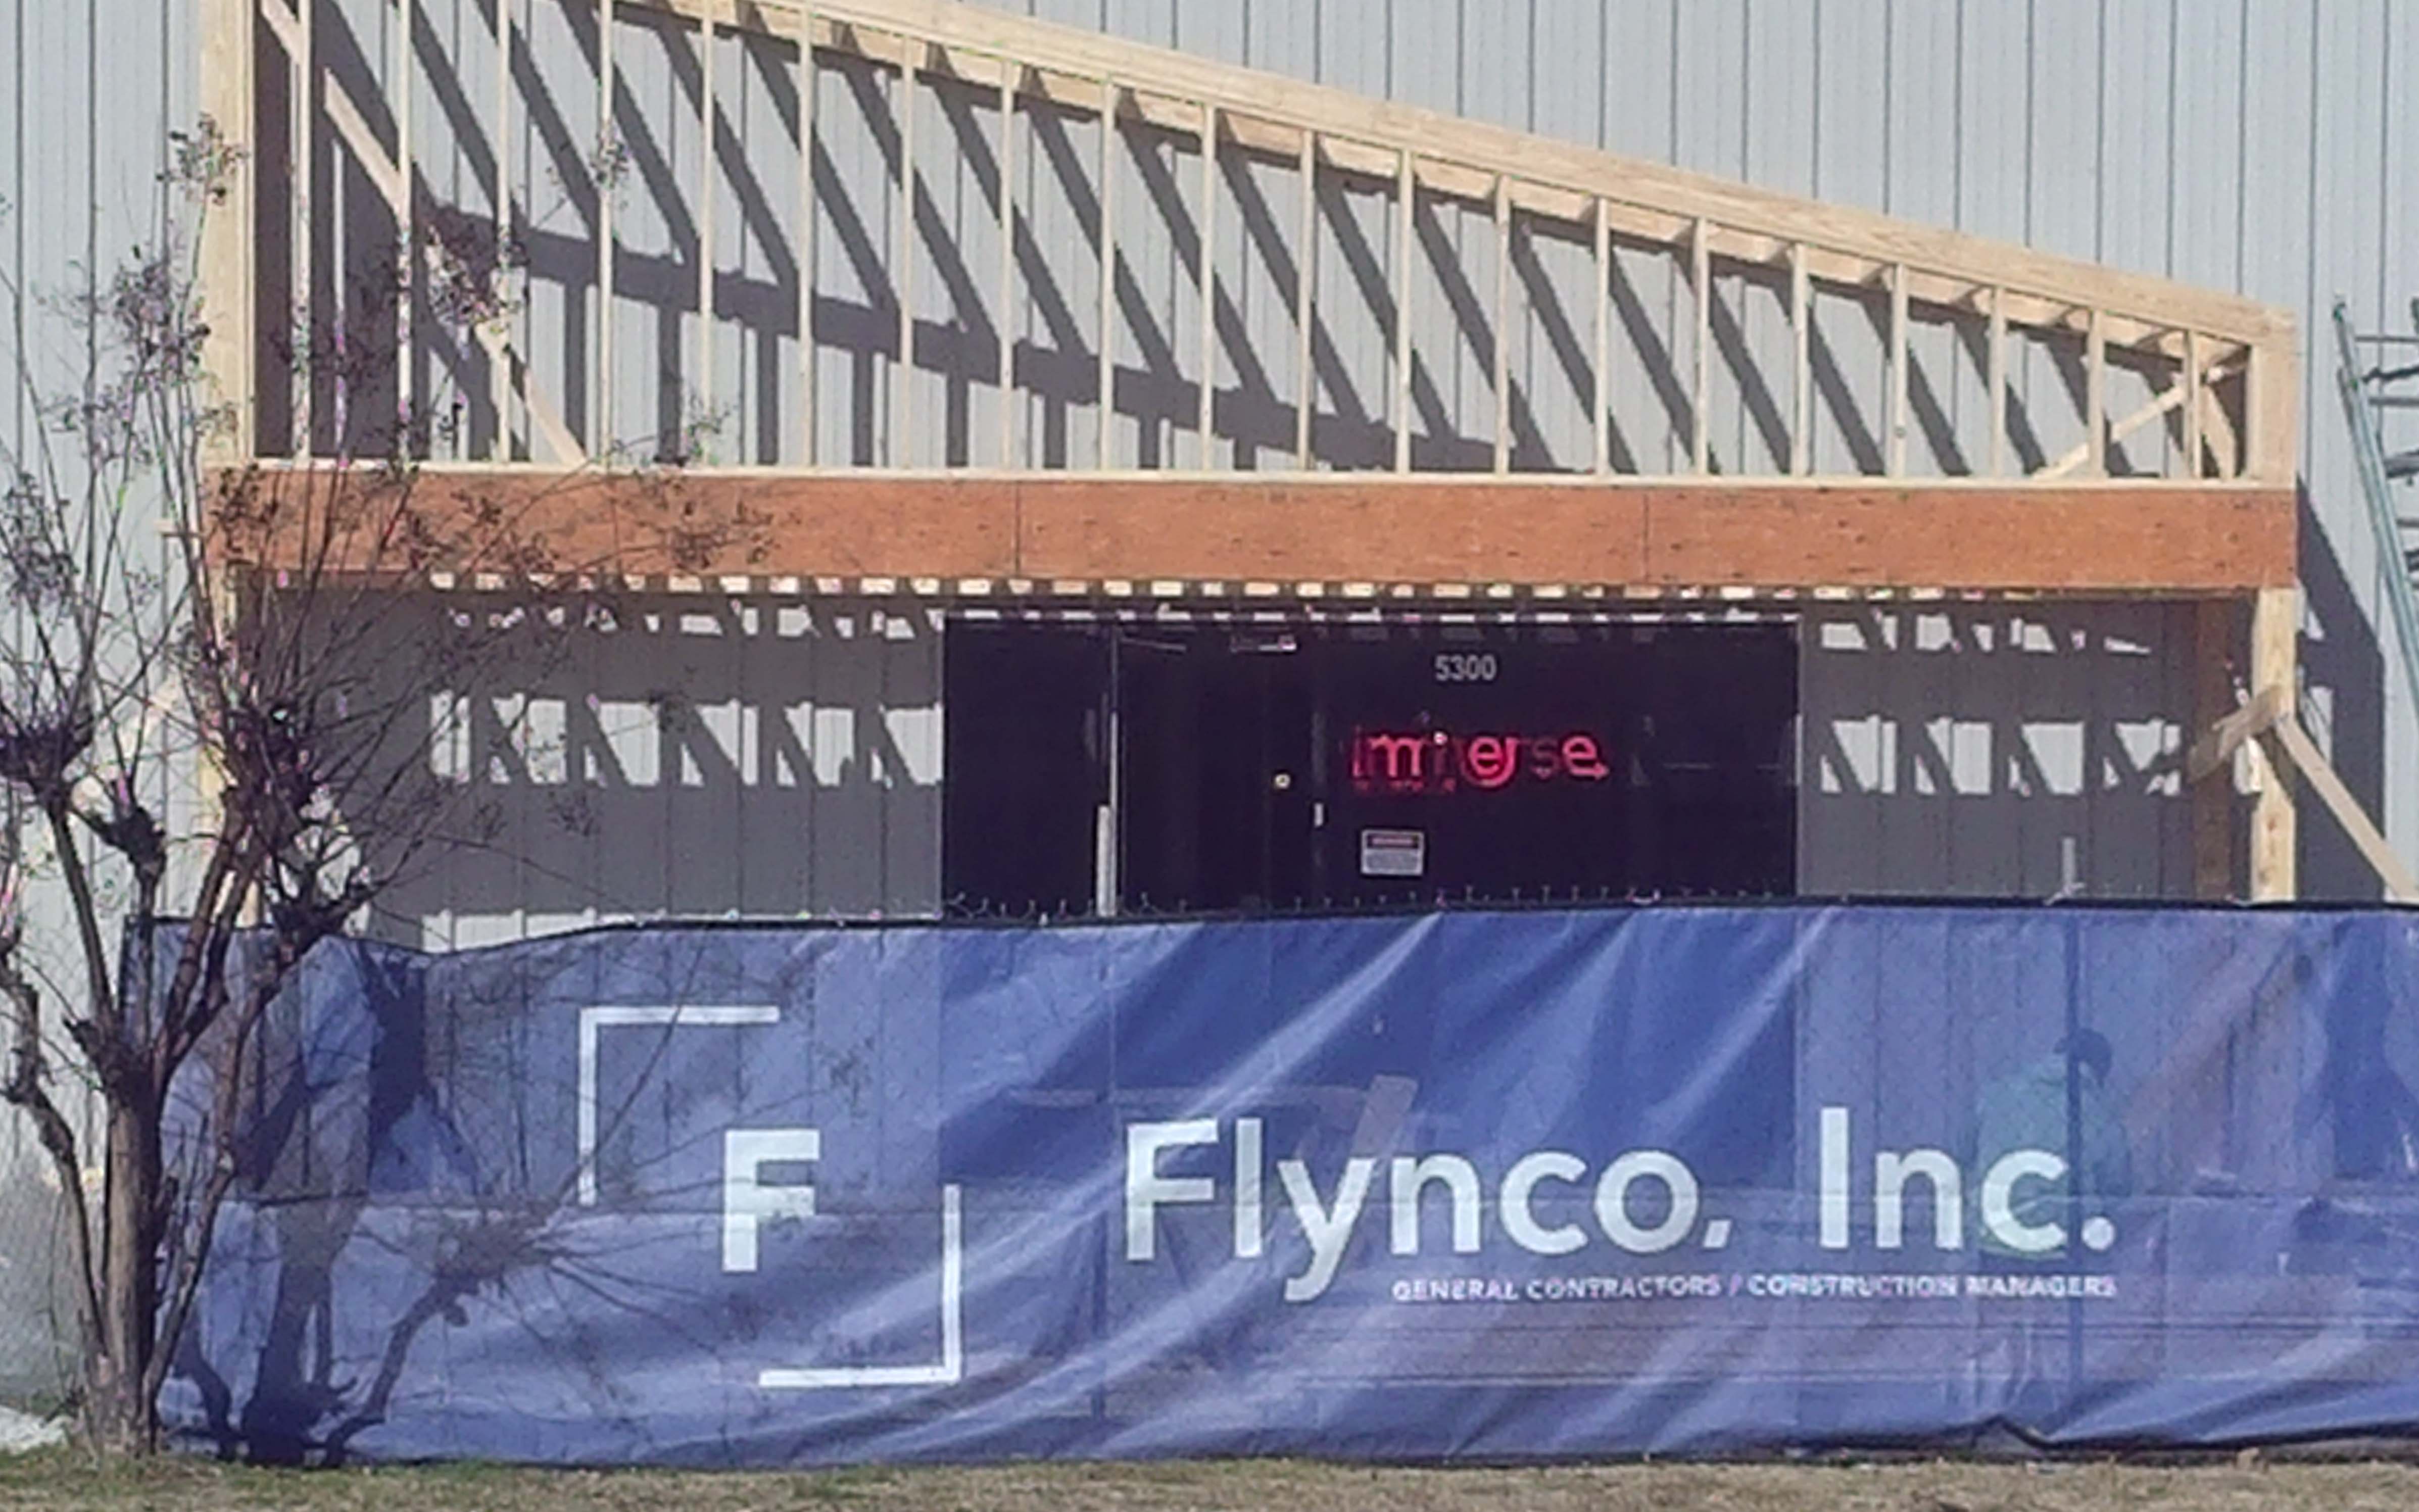 5300
immerse
F
Flynco, Inc.
GENERAL CONTRACTORS / CONSTRUCTION MANAGERS